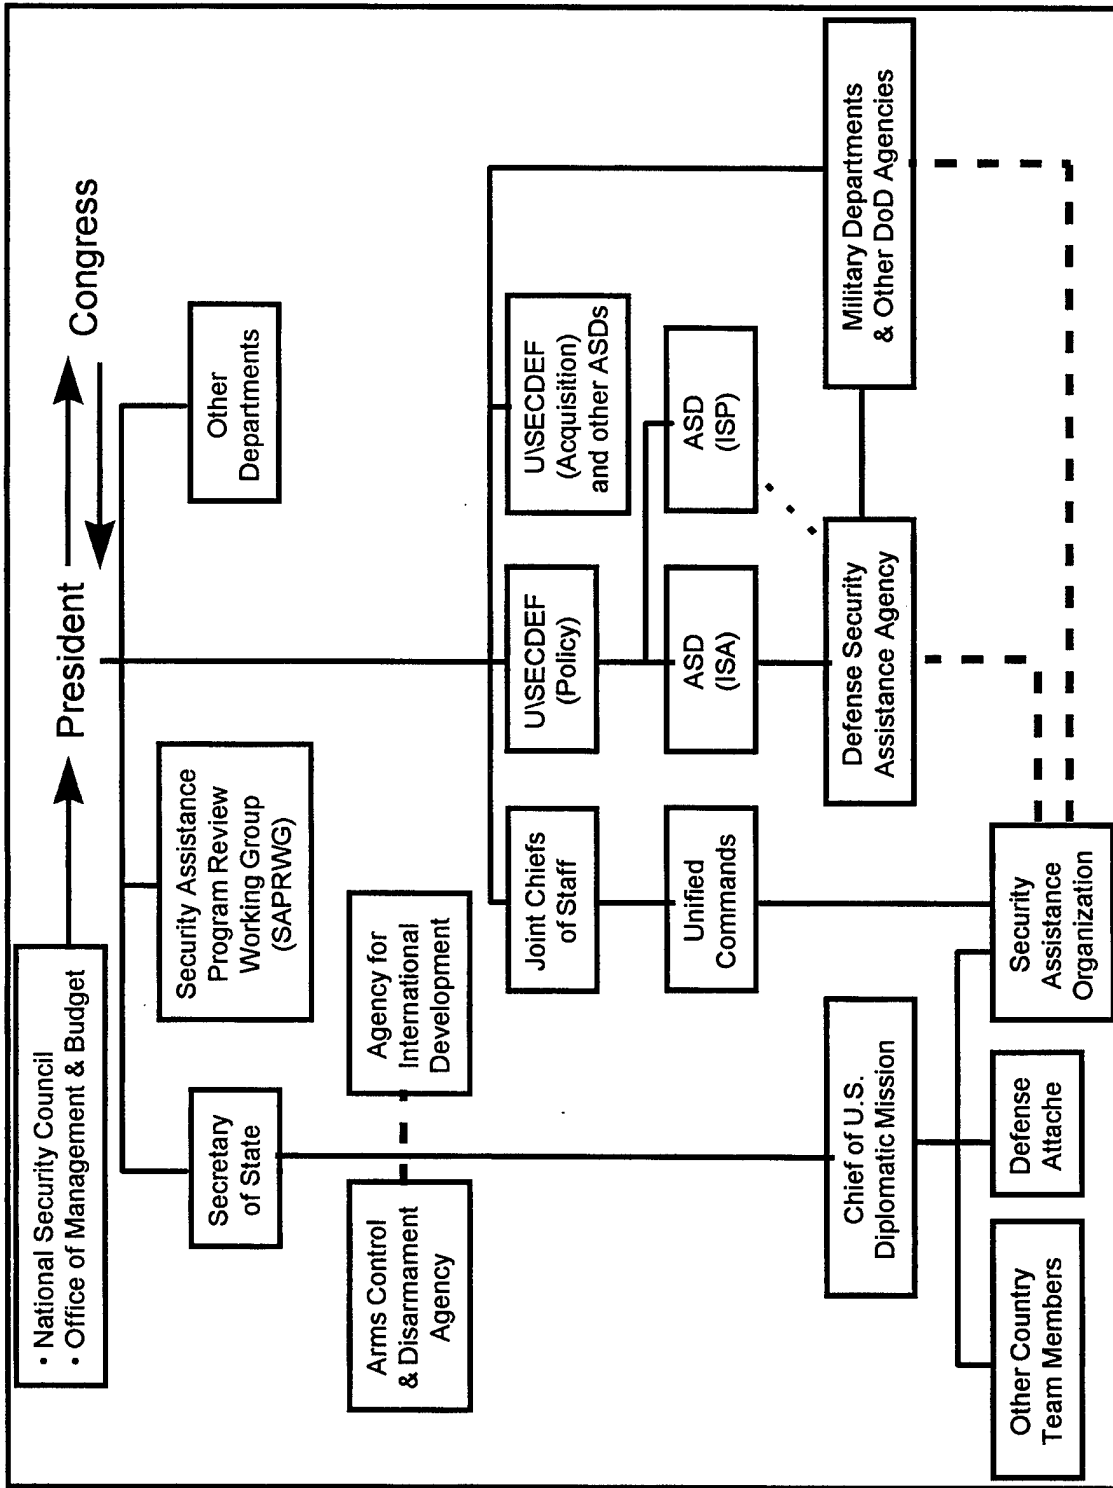 • National Security Council
• Office of Management & Budget
President
Congress
Secretary
of State
Security Assistance
Program Review
Working Group
(SAPRWG)
Other
Departments
Arms Control
& Disarmament
Agency
Agency for
International
Development
Joint Chiefs
of Staff
U\SECDEF
(Policy)
U\SECDEF
(Acquisition)
and other ASDs
Unified
Commands
ASD
(ISA)
ASD
(ISP)
Chief of U.S.
Diplomatic Mission
Defense Security
Assistance Agency
Military Departments
& Other DoD Agencies
Other Country
Team Members
Defense
Attache
Security
Assistance
Organization